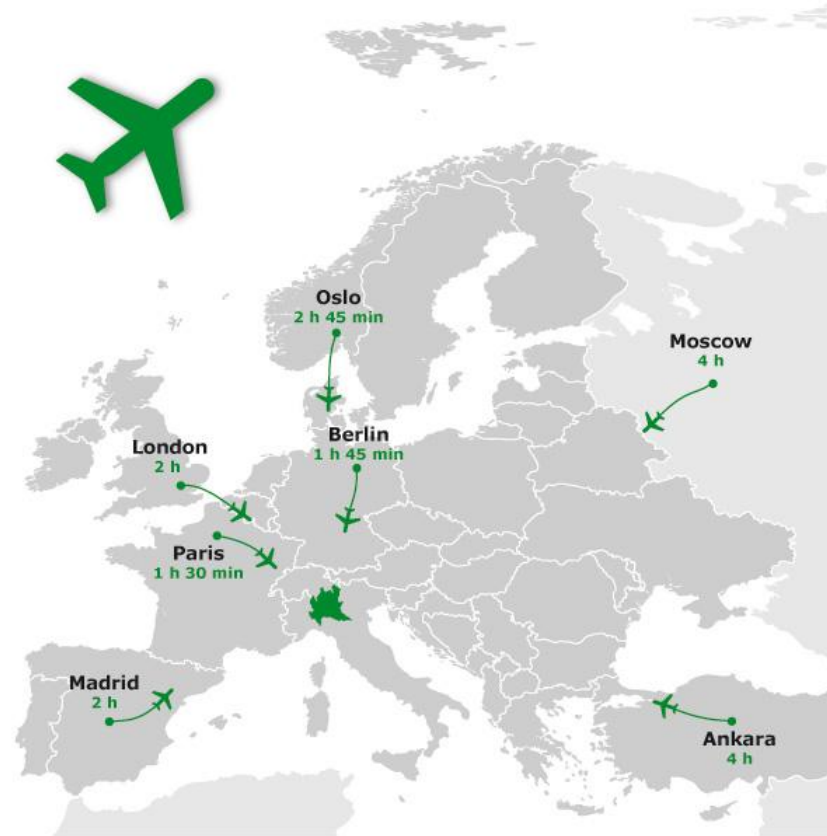 Oslo
2 h 45 min
Moscow
4 h
Berlin
1 h 45 min
London
2 h
Paris
1 h 30 min
Madrid
2 h
Ankara
4 h